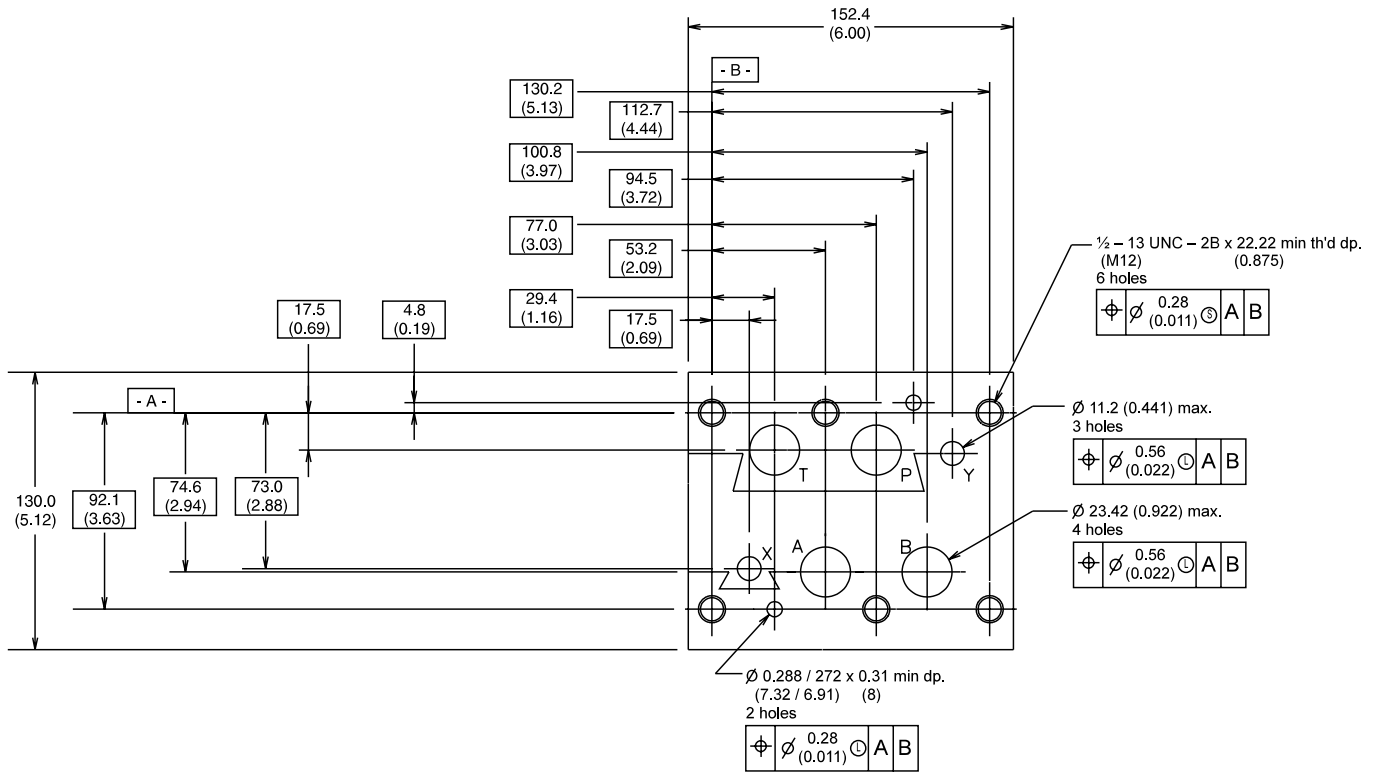 152.4
(6.00)
- B -
130.2
(5.13)
112.7
(4.44)
100.8
(3.97)
94.5
(3.72)
77.0
(3.03)
53.2
(2.09)
29.4
(1.16)
17.5
(0.69)
17.5
(0.69)
4.8
(0.19)
½ – 13 UNC – 2B x 22.22 min th'd dp.
(M12) (0.875)
6 holes
⌖ Ø 0.28 (0.011) Ⓢ A B
- A -
130.0
(5.12)
92.1
(3.63)
74.6
(2.94)
73.0
(2.88)
T
P
Y
X
A
B
Ø 11.2 (0.441) max.
3 holes
⌖ Ø 0.56 (0.022) Ⓛ A B
Ø 23.42 (0.922) max.
4 holes
⌖ Ø 0.56 (0.022) Ⓛ A B
Ø 0.288 / 272 x 0.31 min dp.
(7.32 / 6.91) (8)
2 holes
⌖ Ø 0.28 (0.011) Ⓛ A B